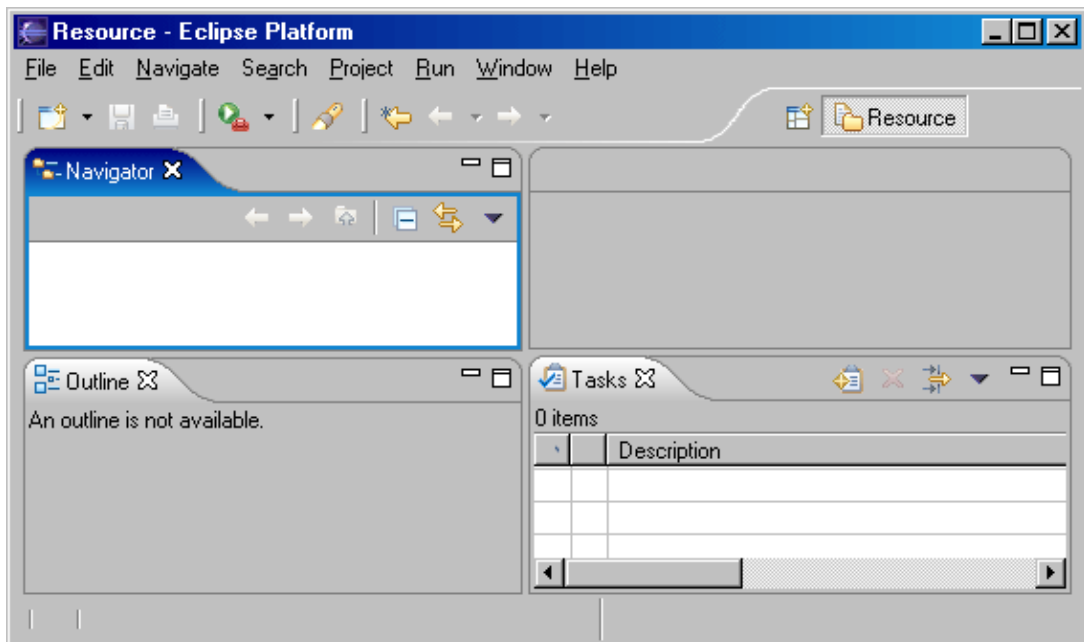 Resource - Eclipse Platform
File Edit Navigate Search Project Run Window Help
Resource
Navigator
Outline
An outline is not available.
Tasks
0 items
Description